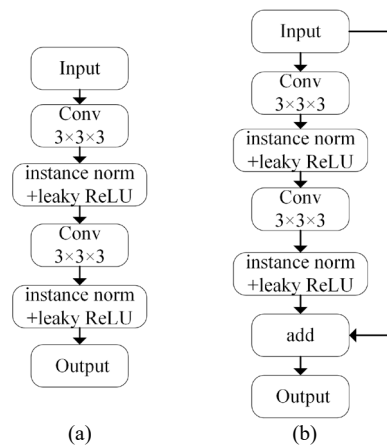 Input
Conv
3×3×3
instance norm
+leaky ReLU
Conv
3×3×3
instance norm
+leaky ReLU
Output
(a)
Input
Conv
3×3×3
instance norm
+leaky ReLU
Conv
3×3×3
instance norm
+leaky ReLU
add
Output
(b)